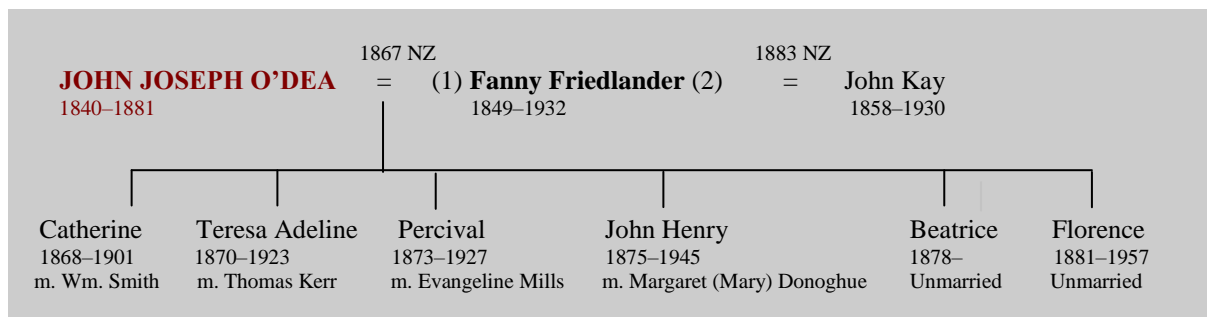 1867 NZ 1883 NZ
JOHN JOSEPH O’DEA = (1) Fanny Friedlander (2) = John Kay
1840–1881 1849–1932 1858–1930
Catherine Teresa Adeline Percival John Henry Beatrice Florence
1868–1901 1870–1923 1873–1927 1875–1945 1878– 1881–1957
m. Wm. Smith m. Thomas Kerr m. Evangeline Mills m. Margaret (Mary) Donoghue Unmarried Unmarried